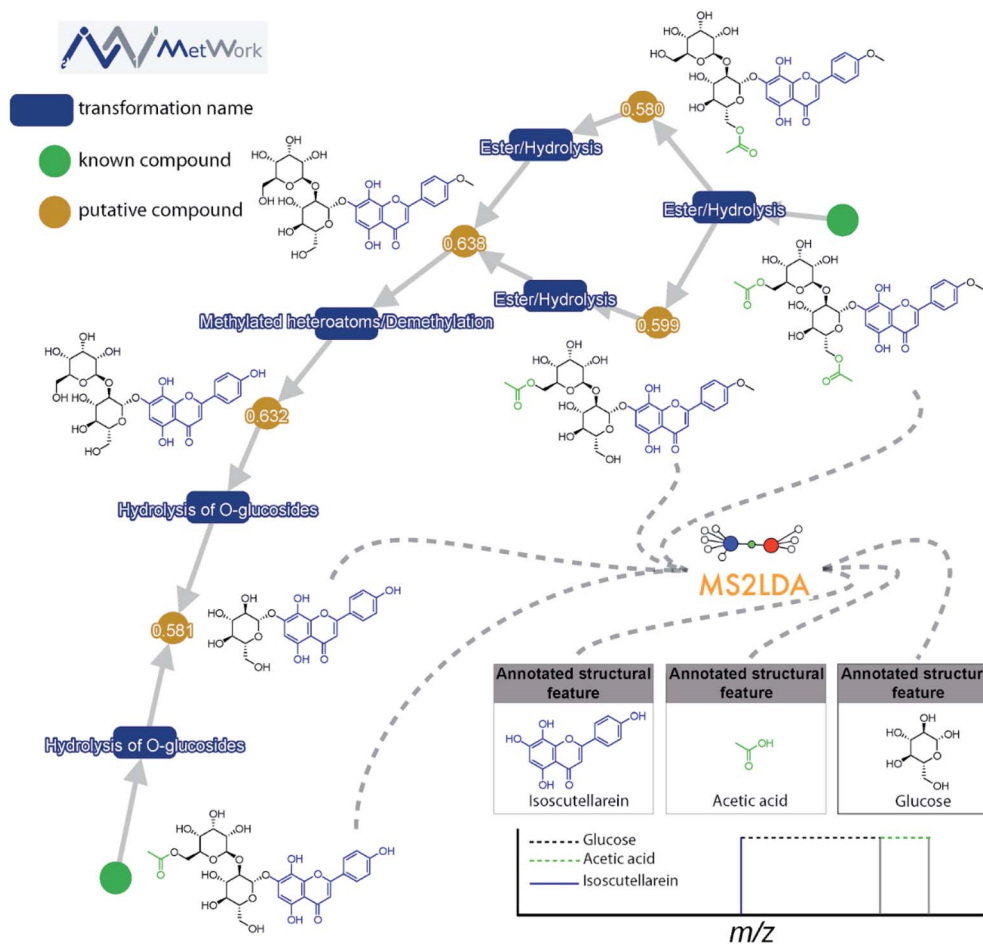 MetWork
transformation name
known compound
putative compound
0.580
Ester/Hydrolysis
Ester/Hydrolysis
0.638
Ester/Hydrolysis
0.599
Methylated heteroatoms/Demethylation
0.632
Hydrolysis of O-glucosides
0.581
Hydrolysis of O-glucosides
MS2LDA
Annotated structural
feature
Isoscutellarein
Annotated structural
feature
Acetic acid
Annotated structural
feature
Glucose
Glucose
Acetic acid
Isoscutellarein
m/z